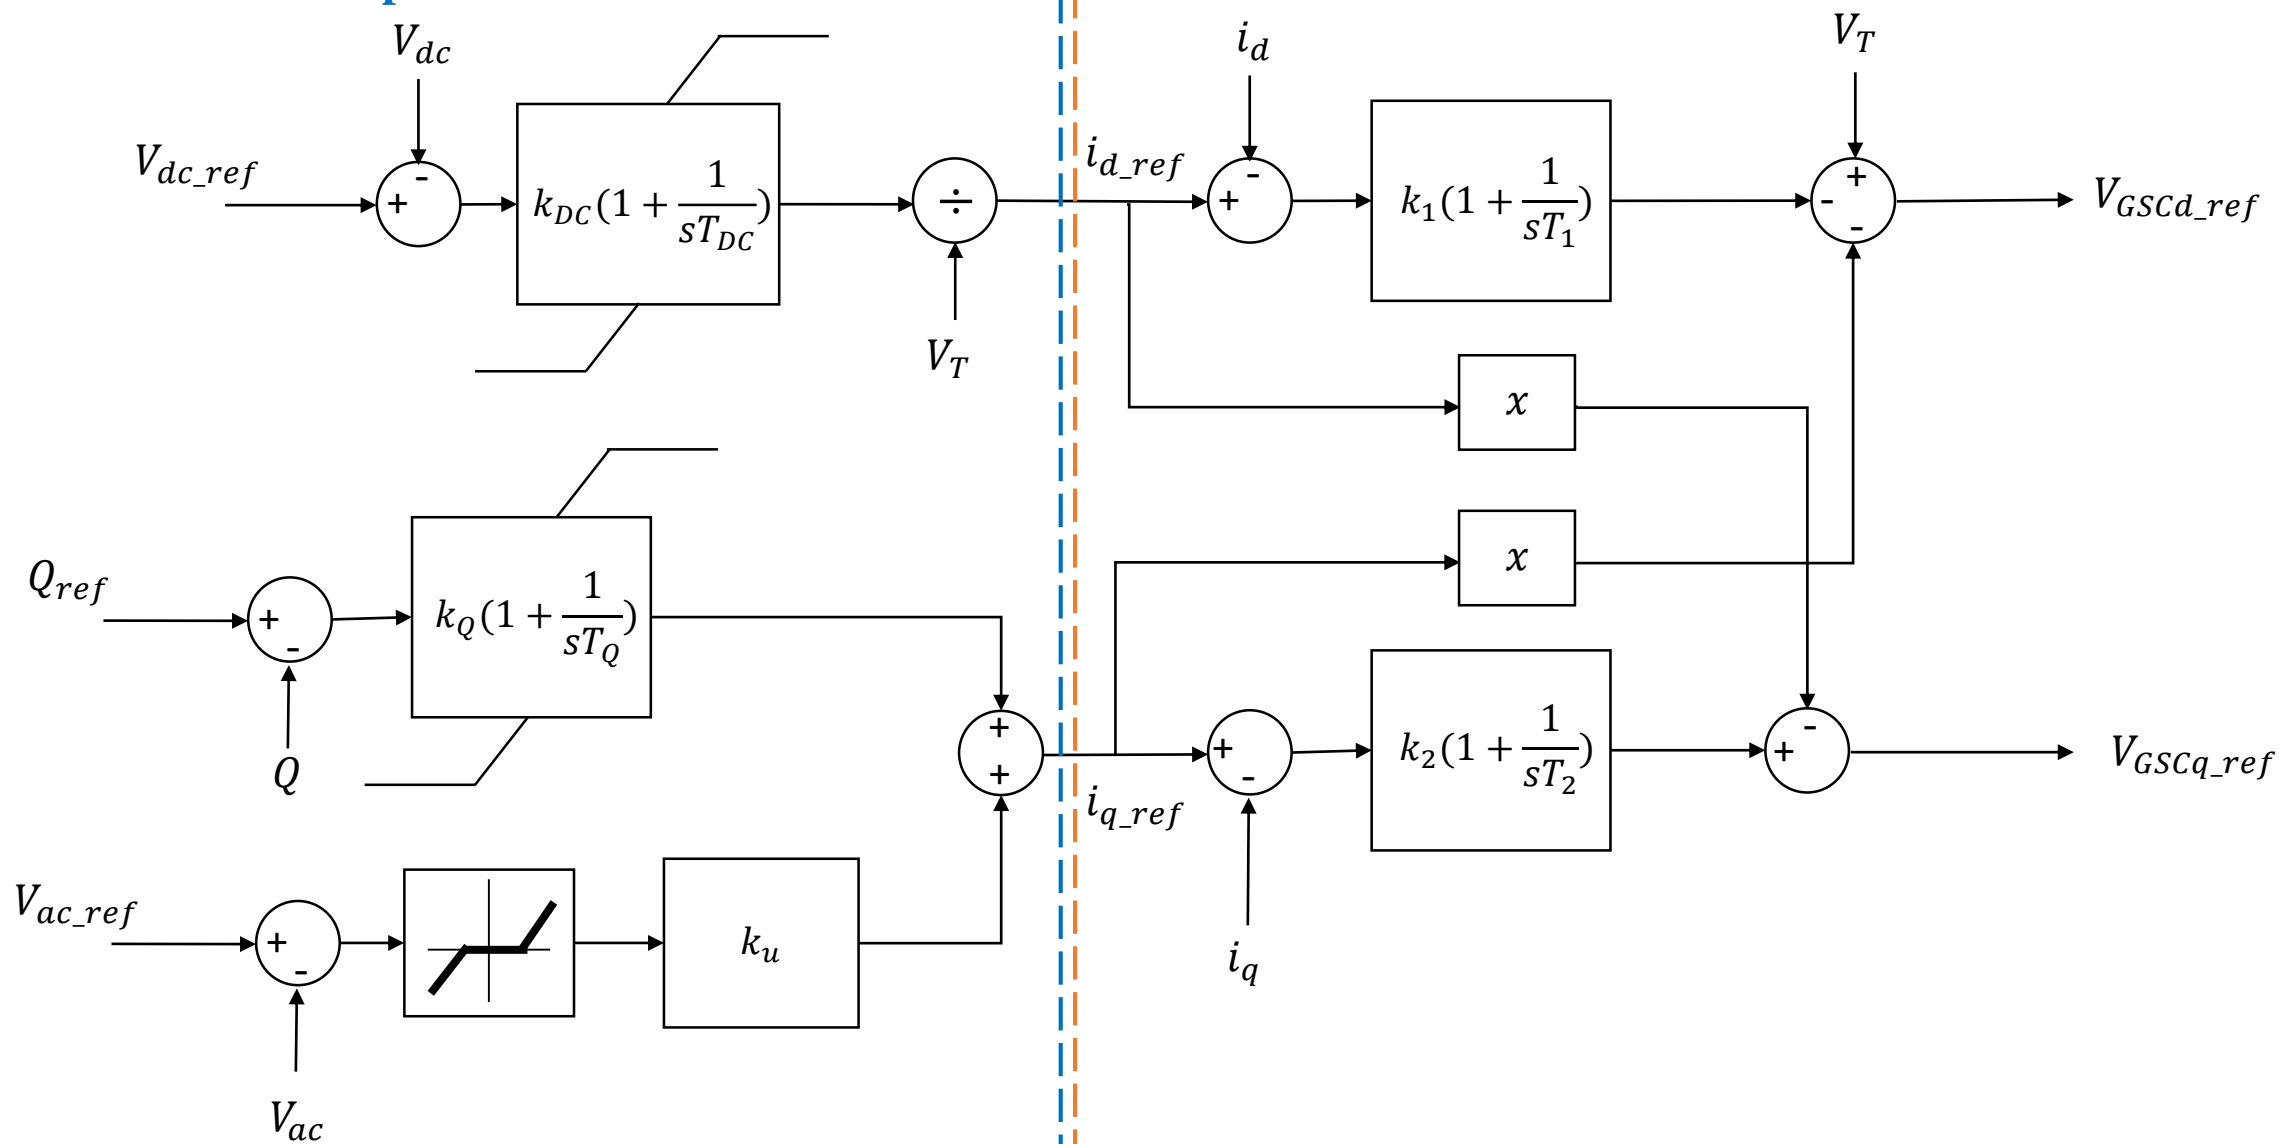 V_dc
i_d
V_T
V_dc_ref
+ -
k_DC(1 + 1/sT_DC)
÷
V_T
i_d_ref
+ -
k_1(1 + 1/sT_1)
+ - -
V_GSCd_ref
x
x
Q_ref
+ -
Q
k_Q(1 + 1/sT_Q)
+ +
i_q_ref
+ -
i_q
k_2(1 + 1/sT_2)
+ -
V_GSCq_ref
V_ac_ref
+ -
V_ac
k_u